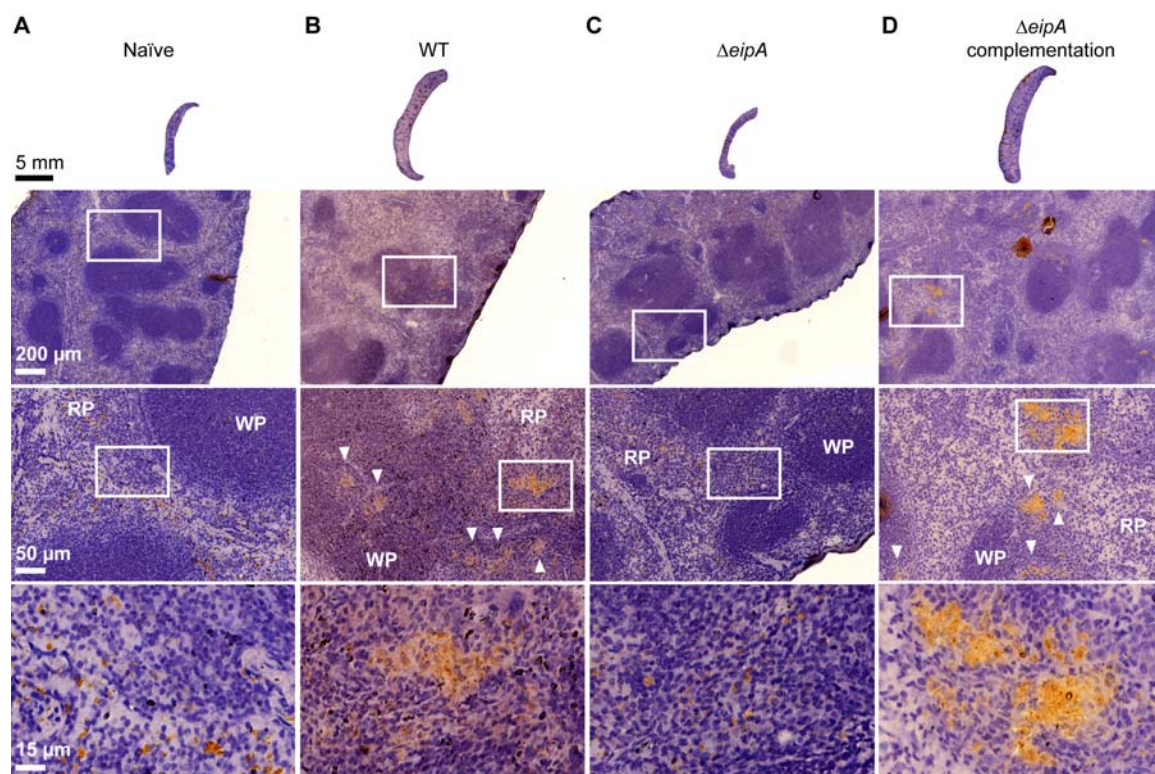 A
Naïve
B
WT
C
ΔeipA
D
ΔeipA
complementation
5 mm
200 µm
RP
WP
50 µm
RP
WP
RP
WP
RP
WP
15 µm